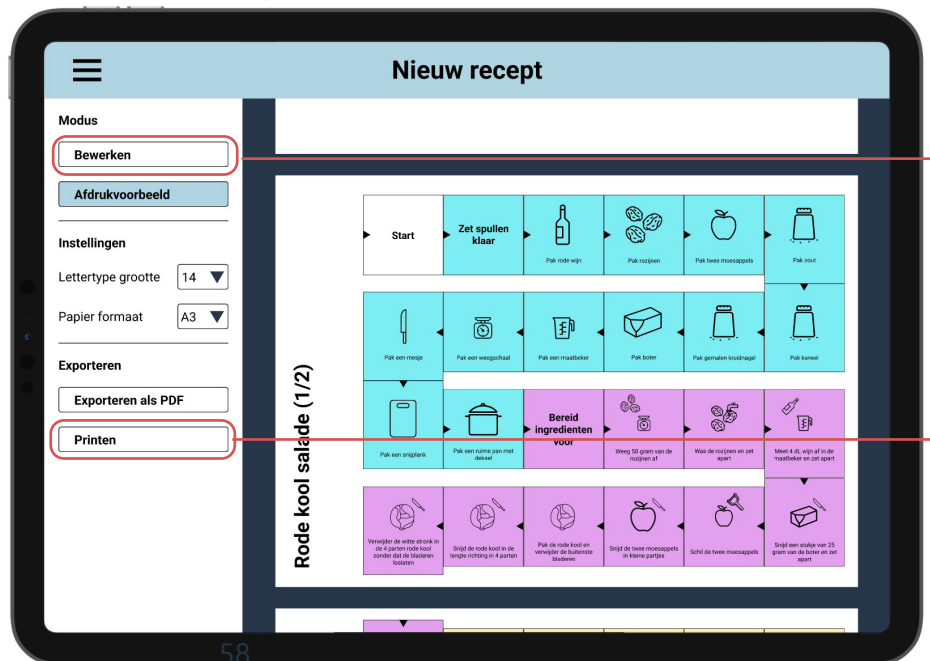 Nieuw recept
Modus
Bewerken
Afdrukvoorbeeld
Instellingen
Lettertype grootte
14
Papier formaat
A3
Exporteren
Exporteren als PDF
Printen
Rode kool salade (1/2)
Start
Zet spullen
klaar
Pak rode wijn
Pak rozijnen
Pak twee moesappels
Pak zout
Pak een mesje
Pak een weegschaal
Pak een maatbeker
Pak boter
Pak gemalen kruidnagel
Pak kaneel
Pak een snijplank
Pak een ruime pan met
deksel
Bereid
ingredienten
voor
Weeg 50 gram van de
rozijnen af
Was de rozijnen en zet
apart
Meet 4 dL wijn af in de
maatbeker en zet apart
Verwijder de witte stronk in
de 4 parten rode kool
zonder dat de bladeren
loslaten
Snijd de rode kool in de
lengte richting in 4 parten
Pak de rode kool en
verwijder de buitenste
bladeren
Snijd de twee moesappels
in kleine partjes
Schil de twee moesappels
Snijd een stukje van 25
gram van de boter en zet
apart
58